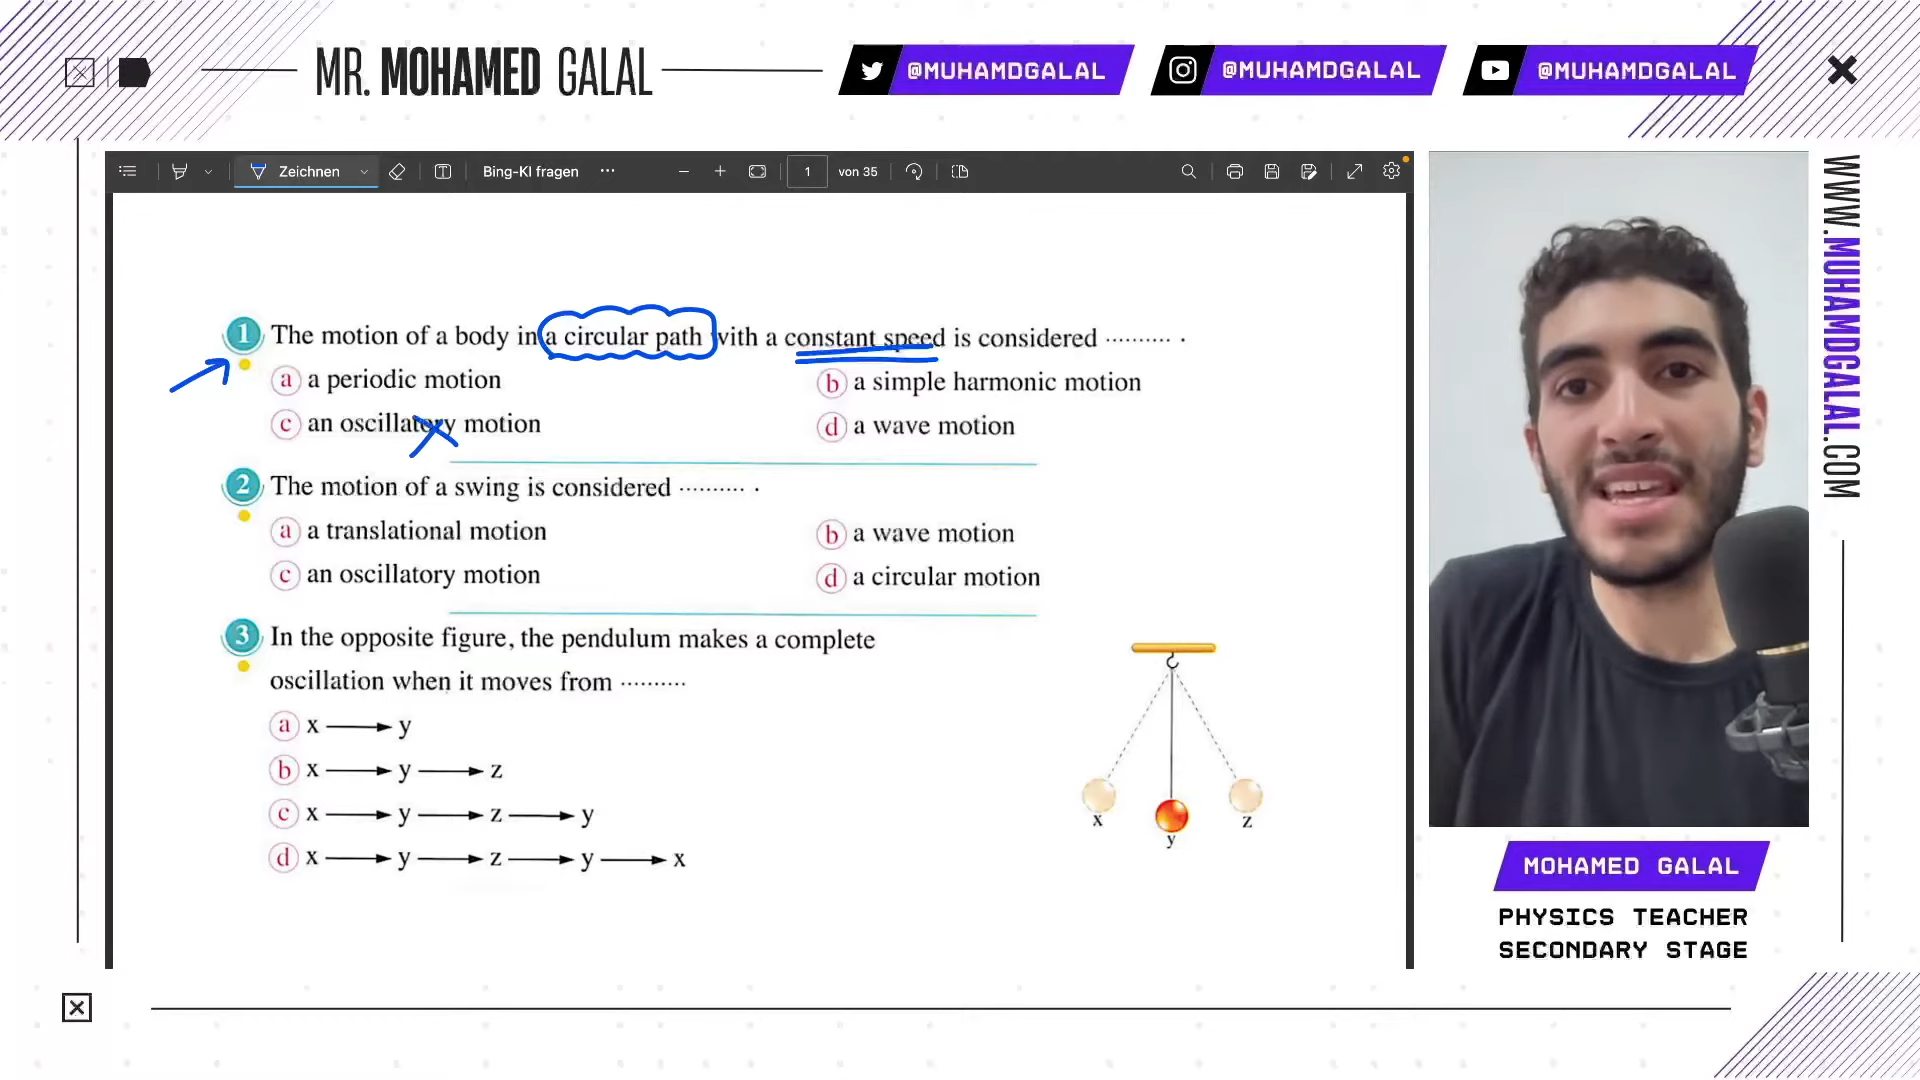 MR. MOHAMED GALAL
@MUHAMDGALAL
@MUHAMDGALAL
@MUHAMDGALAL
WWW.MUHAMDGALAL.COM
Zeichnen
Bing-KI fragen
1 von 35
1 The motion of a body in a circular path with a constant speed is considered .......... .
a a periodic motion
b a simple harmonic motion
c an oscillatory motion
d a wave motion
2 The motion of a swing is considered .......... .
a a translational motion
b a wave motion
c an oscillatory motion
d a circular motion
3 In the opposite figure, the pendulum makes a complete
oscillation when it moves from ..........
a x → y
b x → y → z
c x → y → z → y
d x → y → z → y → x
x
y
z
MOHAMED GALAL
PHYSICS TEACHER
SECONDARY STAGE